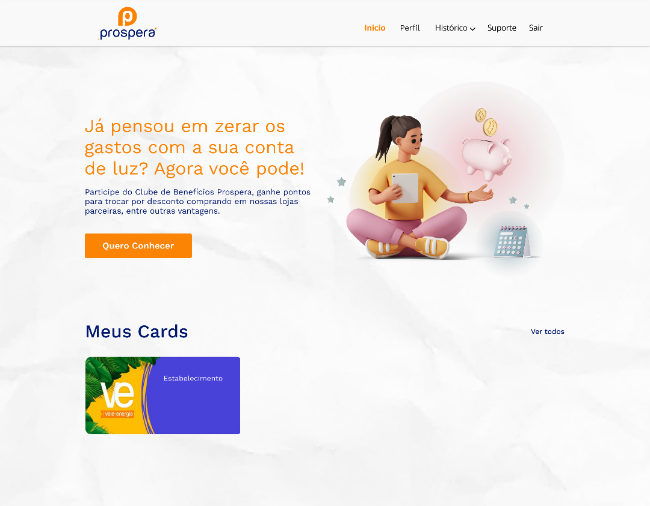 prospera
Início
Perfil
Histórico
Suporte
Sair
Já pensou em zerar os
gastos com a sua conta
de luz? Agora você pode!
Participe do Clube de Benefícios Prospera, ganhe pontos
para trocar por desconto comprando em nossas lojas
parceiras, entre outras vantagens.
Quero Conhecer
Meus Cards
Ver todos
Estabelecimento
ve
vale energia